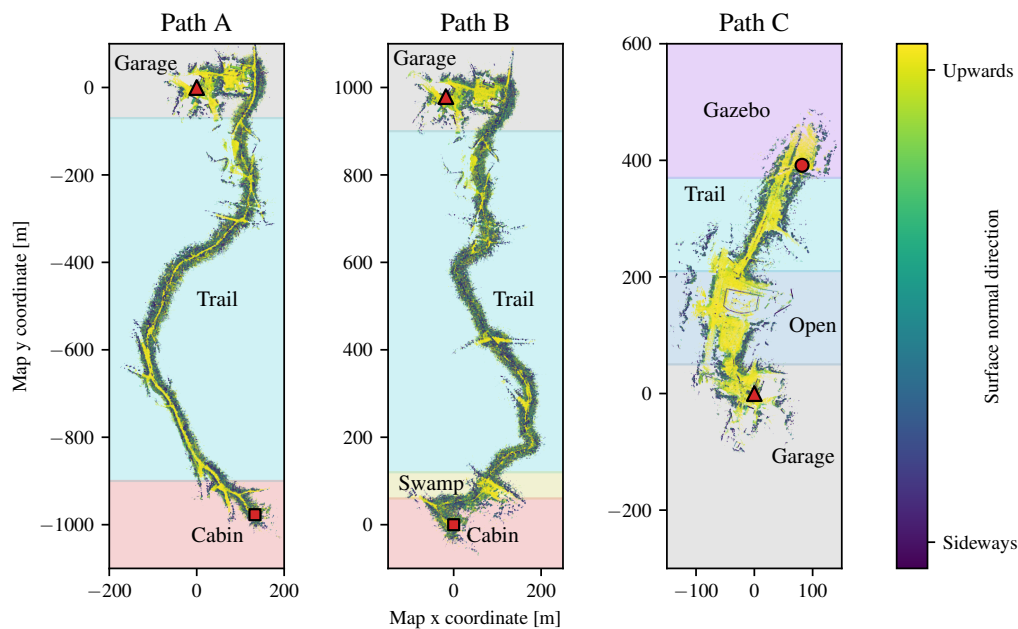 Path A
Path B
Path C
Map y coordinate [m]
0
−200
−400
−600
−800
−1000
Garage
Trail
Cabin
−200
0
200
1000
800
600
400
200
0
Garage
Trail
Swamp
Cabin
0
200
Map x coordinate [m]
600
400
200
0
−200
Gazebo
Trail
Open
Garage
−100
0
100
Upwards
Sideways
Surface normal direction